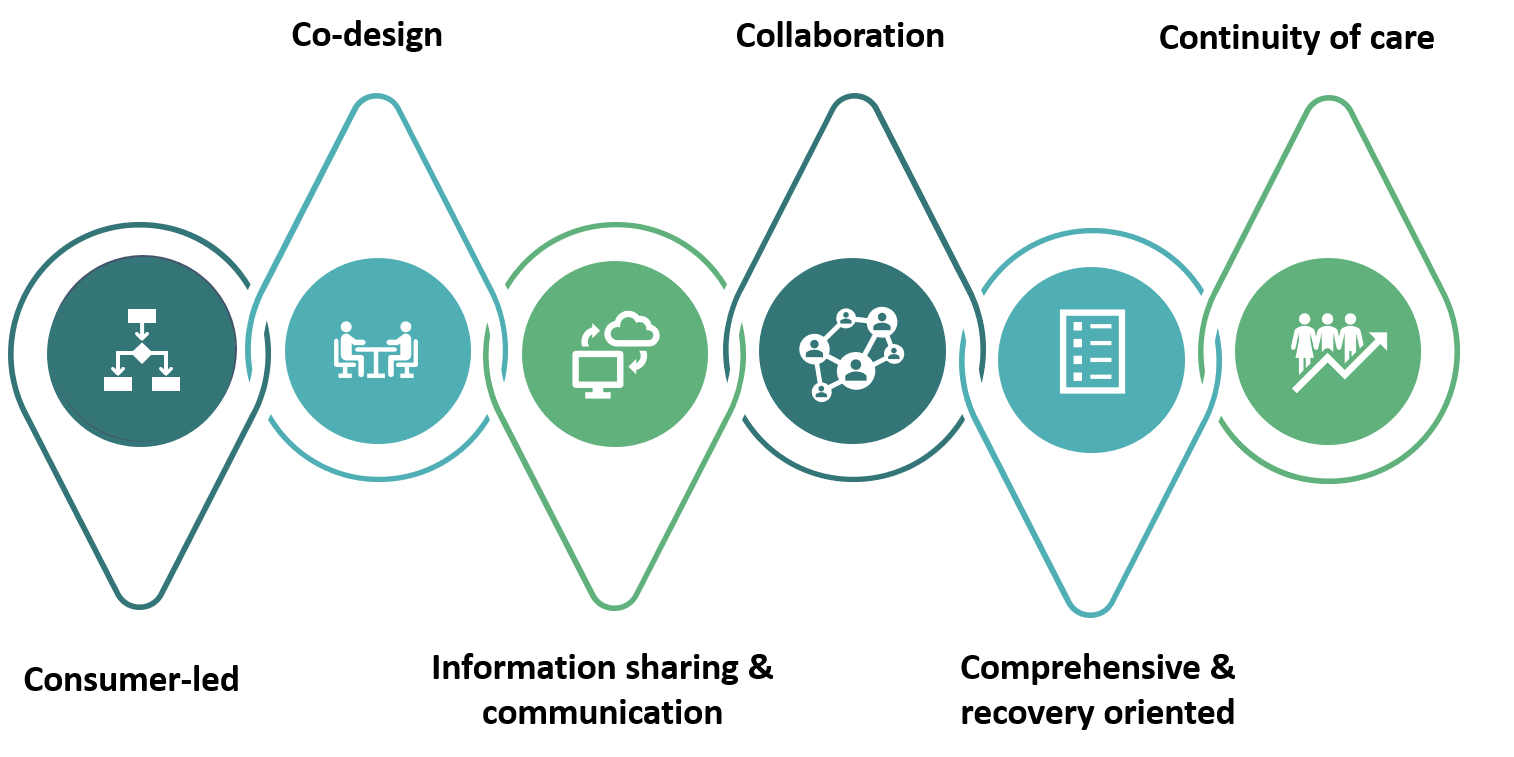 Co-design
Collaboration
Continuity of care
Consumer-led
Information sharing &
communication
Comprehensive &
recovery oriented